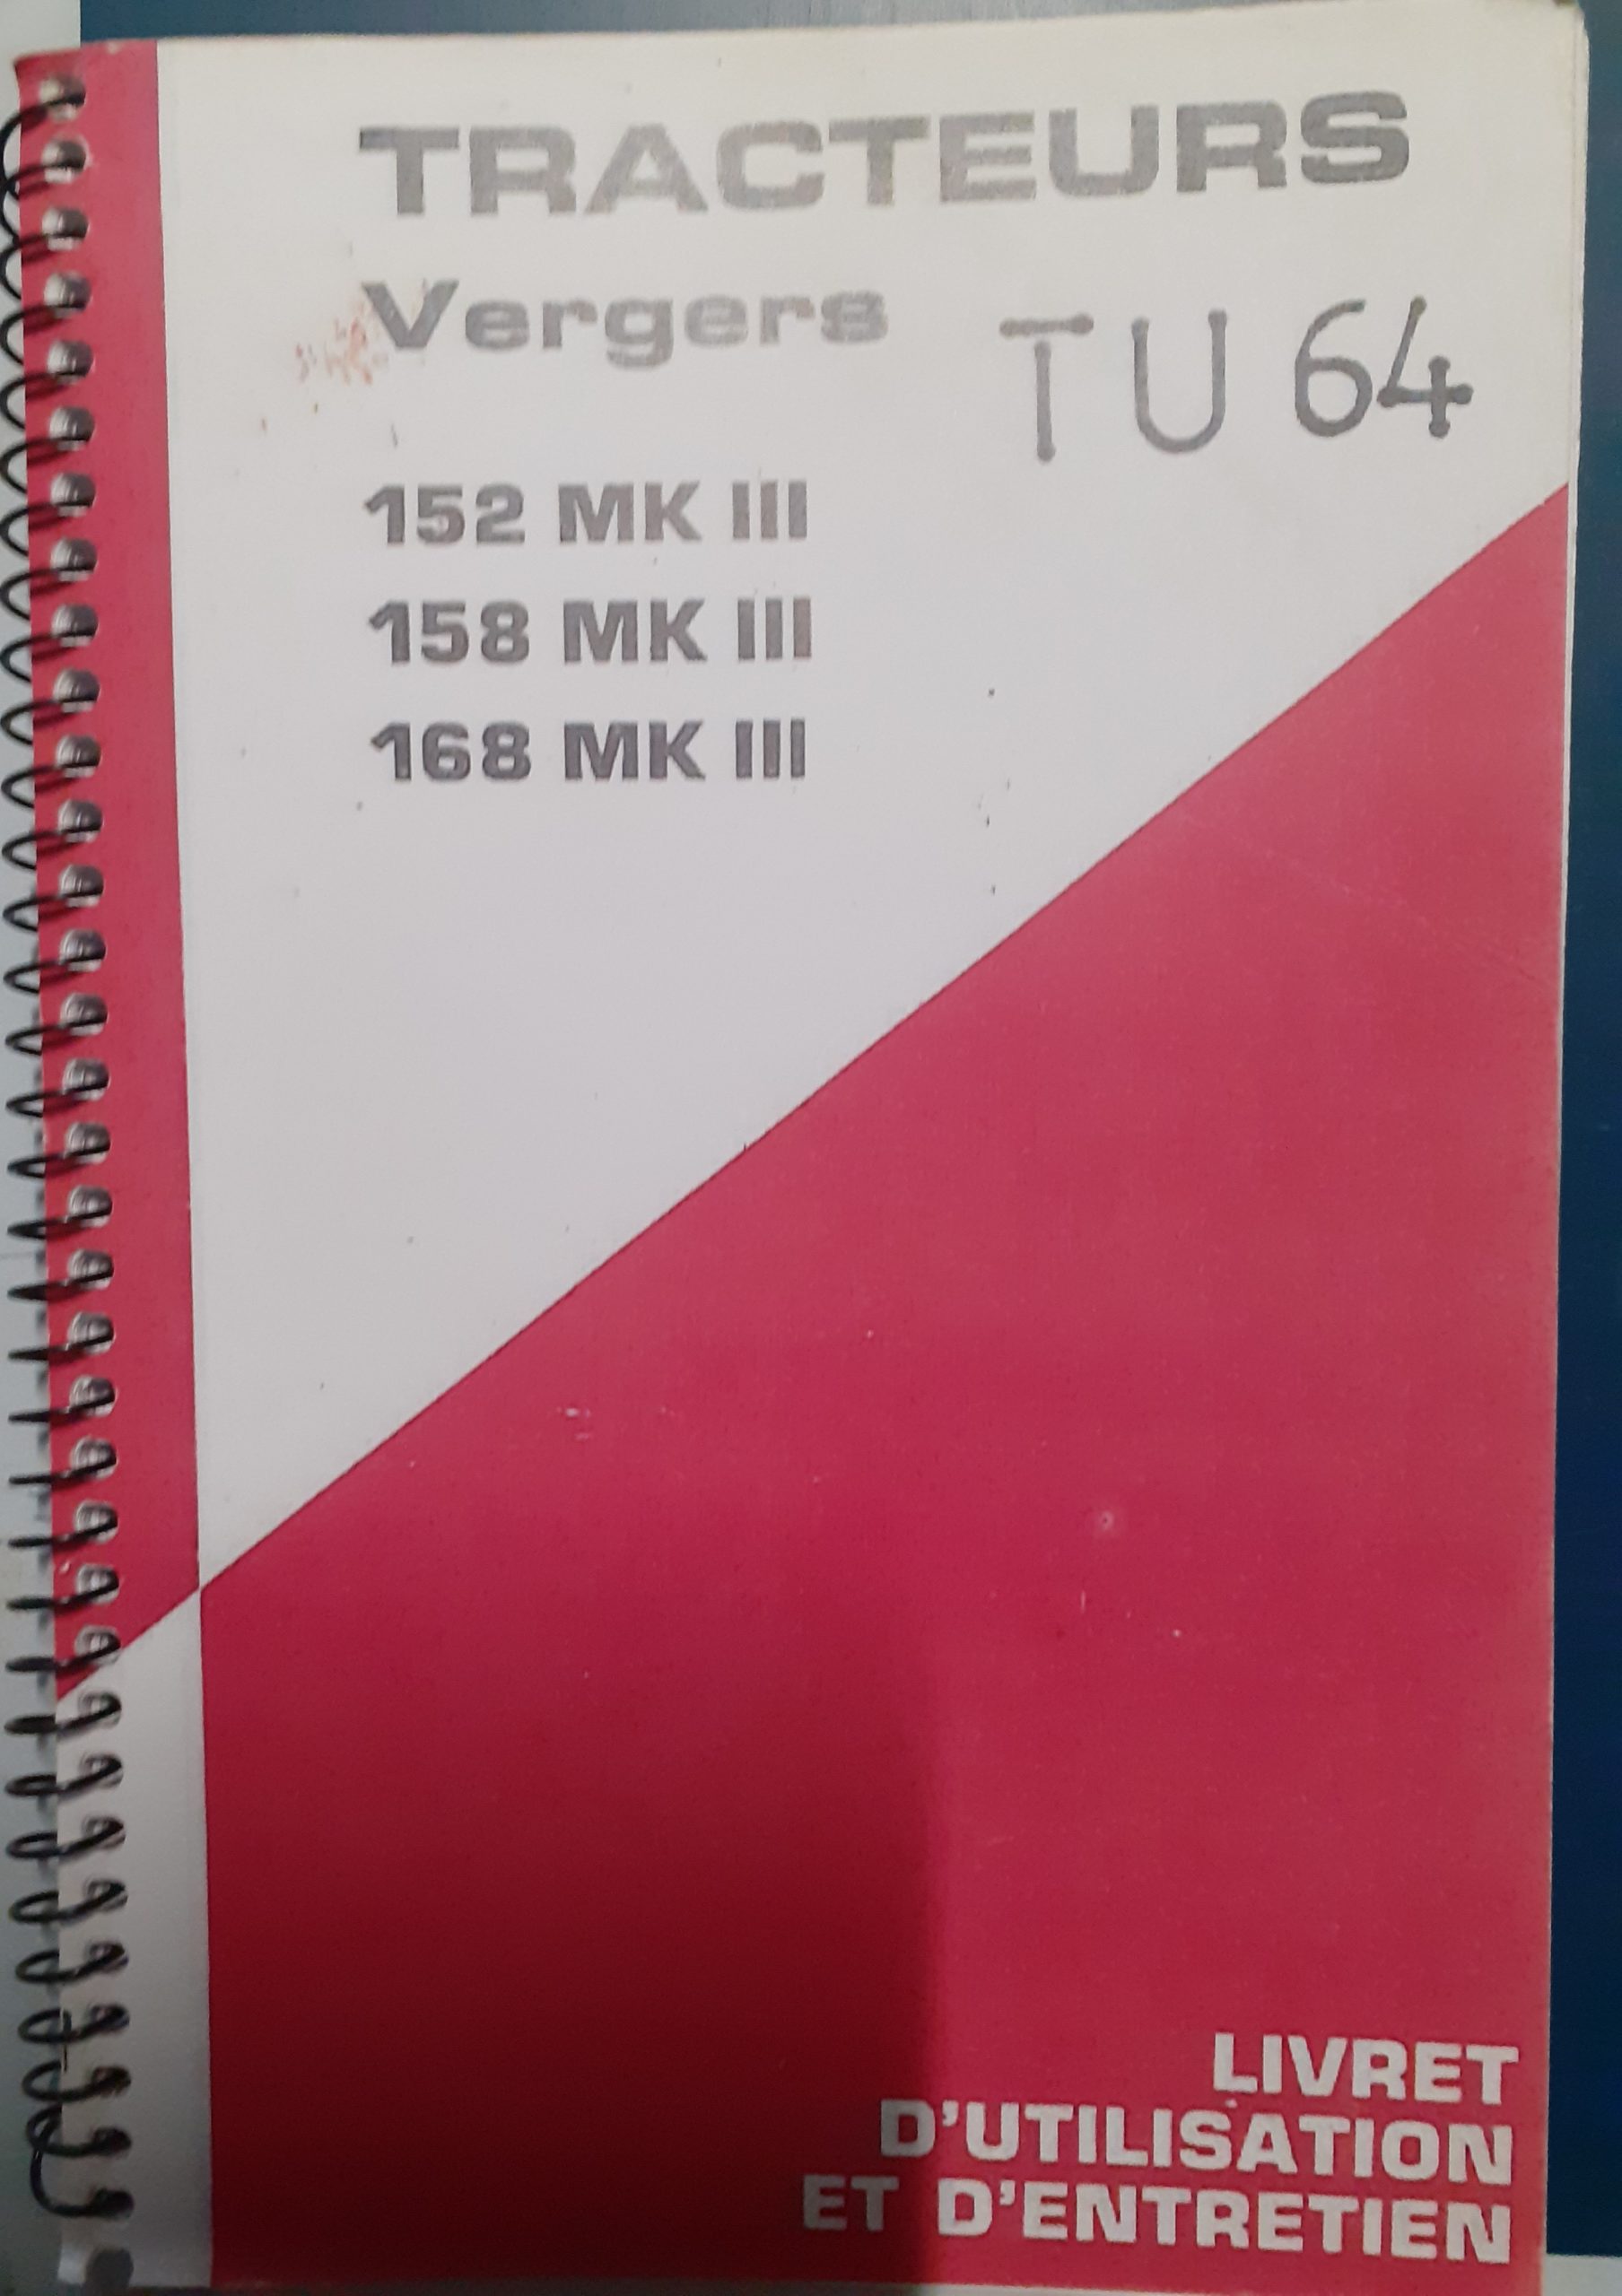 TRACTEURS
Vergers TU 64
152 MK III
158 MK III
168 MK III
LIVRET
D'UTILISATION
ET D'ENTRETIEN